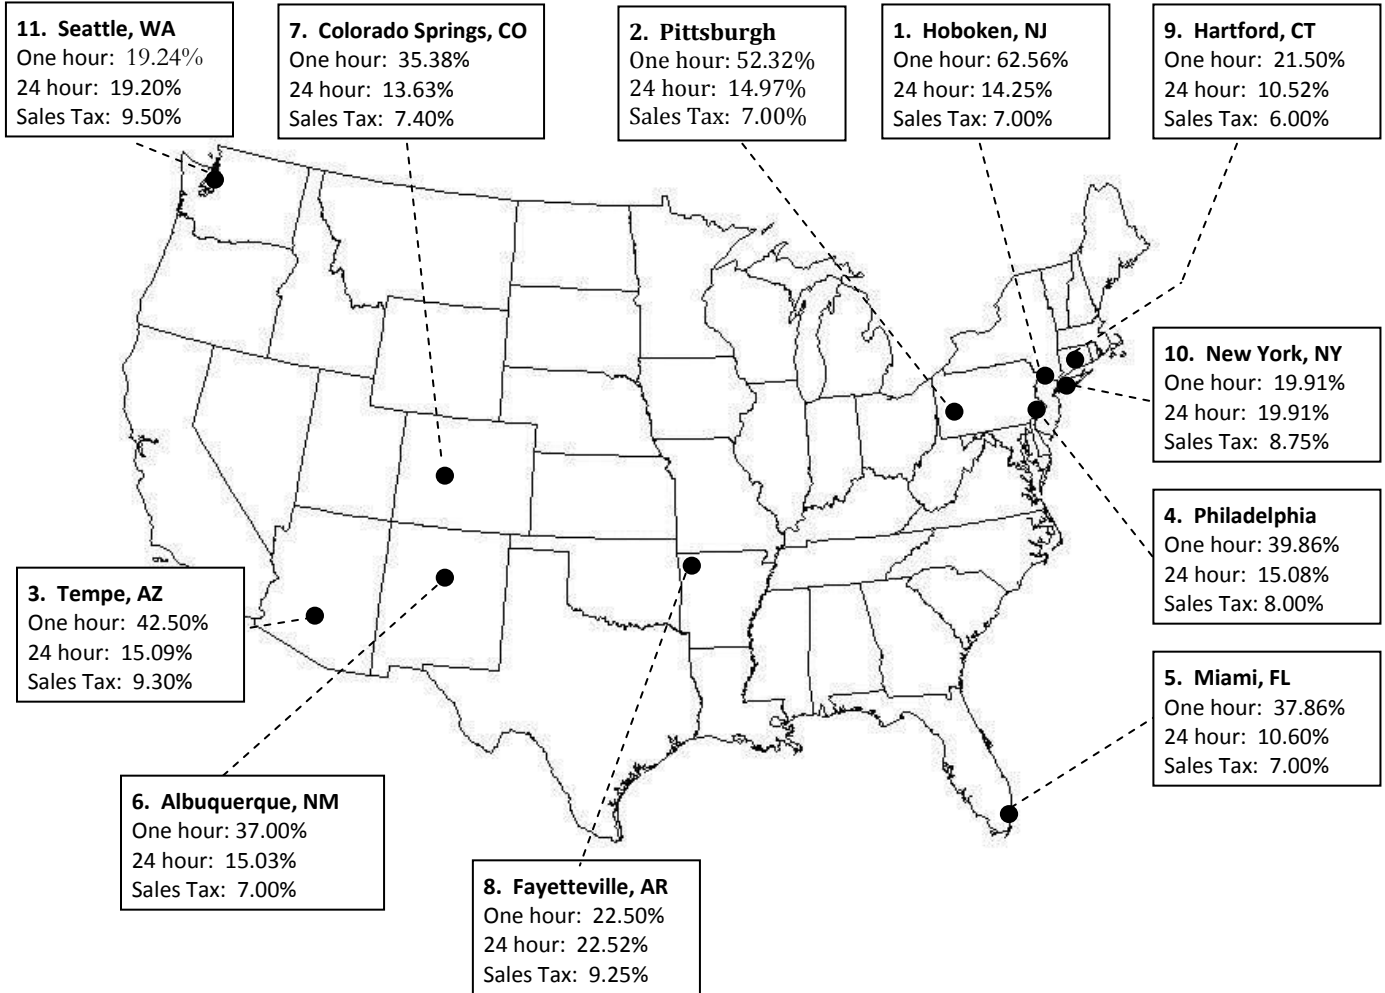 11. Seattle, WA
One hour: 19.24%
24 hour: 19.20%
Sales Tax: 9.50%
7. Colorado Springs, CO
One hour: 35.38%
24 hour: 13.63%
Sales Tax: 7.40%
2. Pittsburgh
One hour: 52.32%
24 hour: 14.97%
Sales Tax: 7.00%
1. Hoboken, NJ
One hour: 62.56%
24 hour: 14.25%
Sales Tax: 7.00%
9. Hartford, CT
One hour: 21.50%
24 hour: 10.52%
Sales Tax: 6.00%
10. New York, NY
One hour: 19.91%
24 hour: 19.91%
Sales Tax: 8.75%
4. Philadelphia
One hour: 39.86%
24 hour: 15.08%
Sales Tax: 8.00%
3. Tempe, AZ
One hour: 42.50%
24 hour: 15.09%
Sales Tax: 9.30%
5. Miami, FL
One hour: 37.86%
24 hour: 10.60%
Sales Tax: 7.00%
6. Albuquerque, NM
One hour: 37.00%
24 hour: 15.03%
Sales Tax: 7.00%
8. Fayetteville, AR
One hour: 22.50%
24 hour: 22.52%
Sales Tax: 9.25%